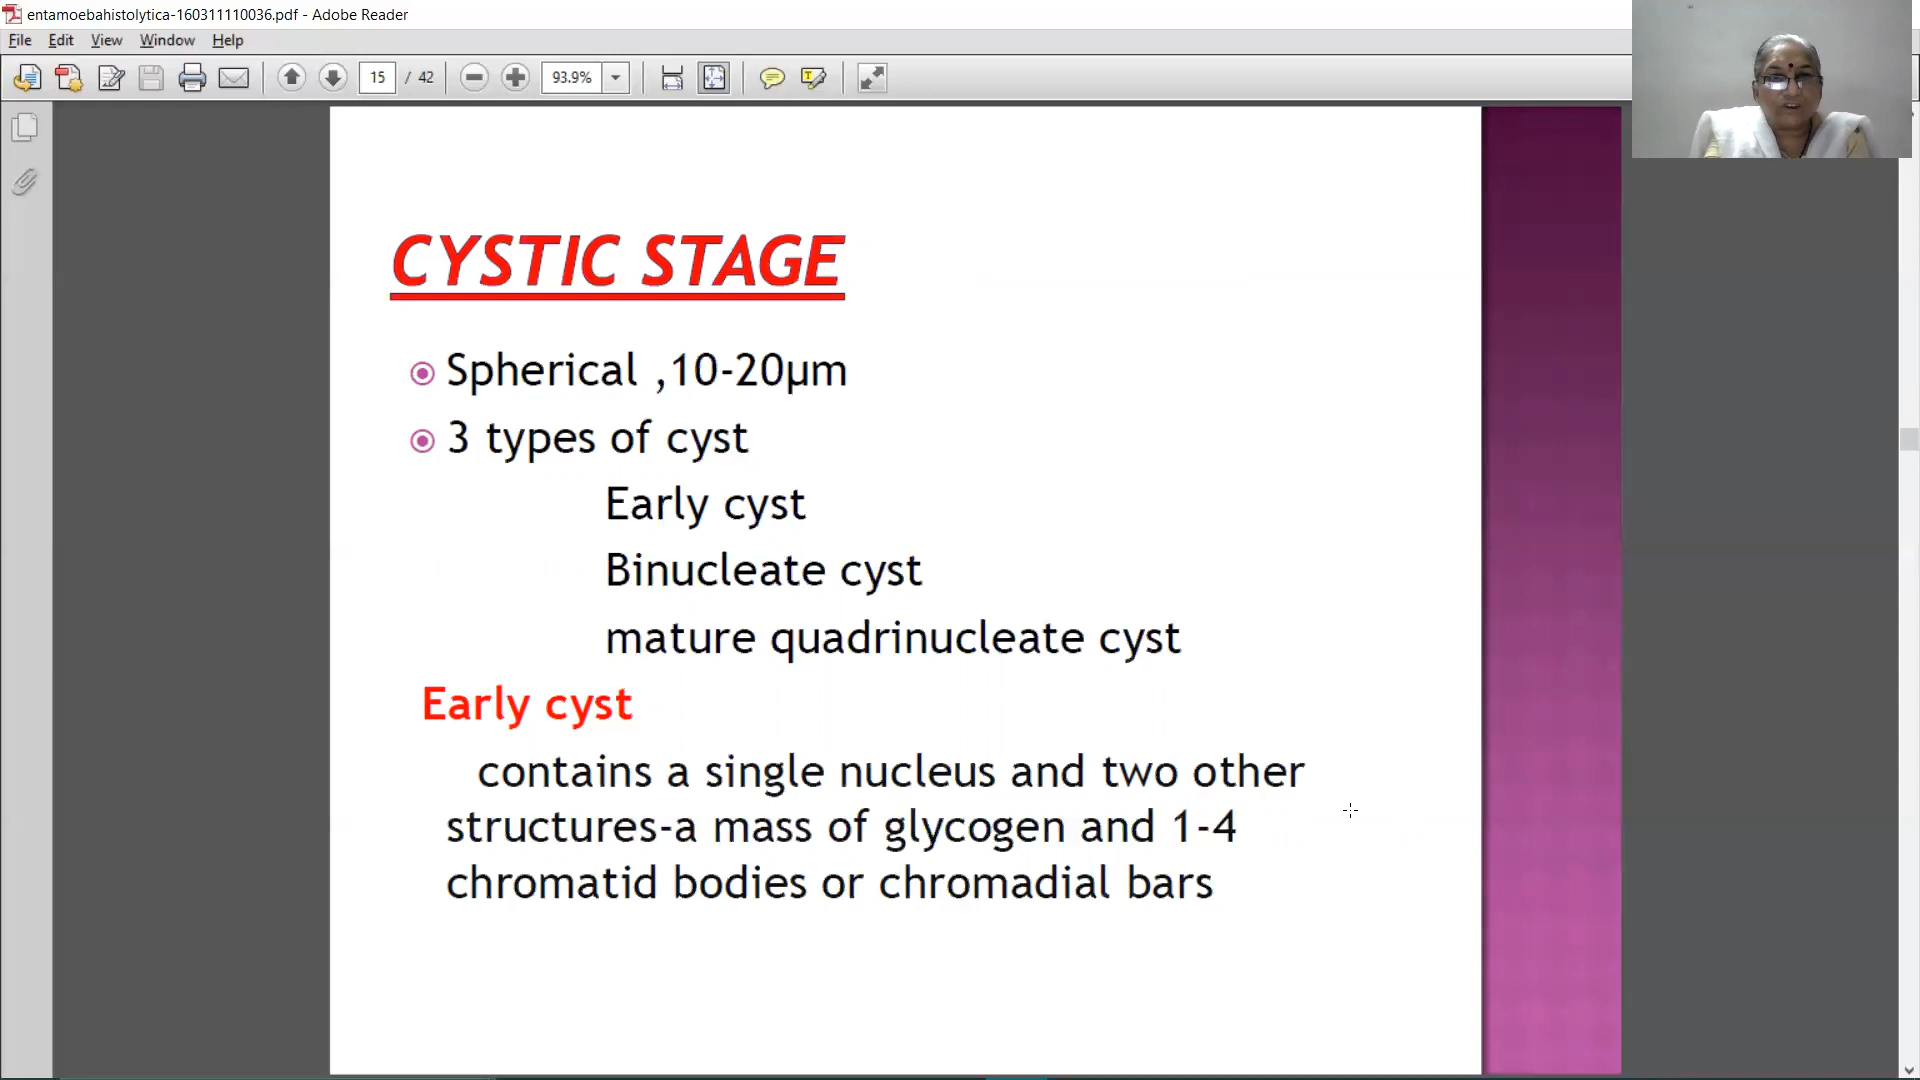 entamoebahistolytica-160311110036.pdf - Adobe Reader
File Edit View Window Help
15 / 42 93.9%
CYSTIC STAGE
Spherical ,10-20µm
3 types of cyst
Early cyst
Binucleate cyst
mature quadrinucleate cyst
Early cyst
contains a single nucleus and two other
structures-a mass of glycogen and 1-4
chromatid bodies or chromadial bars